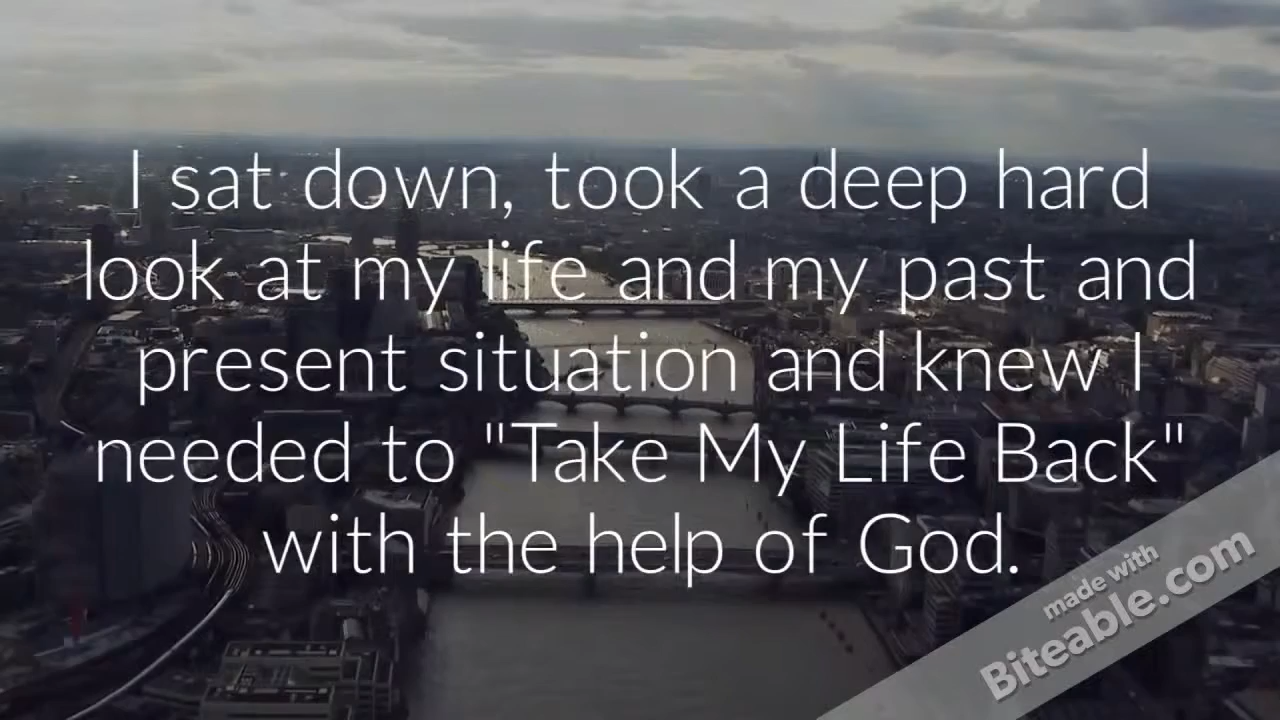 I sat down, took a deep hard
look at my life and my past and
present situation and knew I
needed to "Take My Life Back"
with the help of God.
made with
Biteable.com